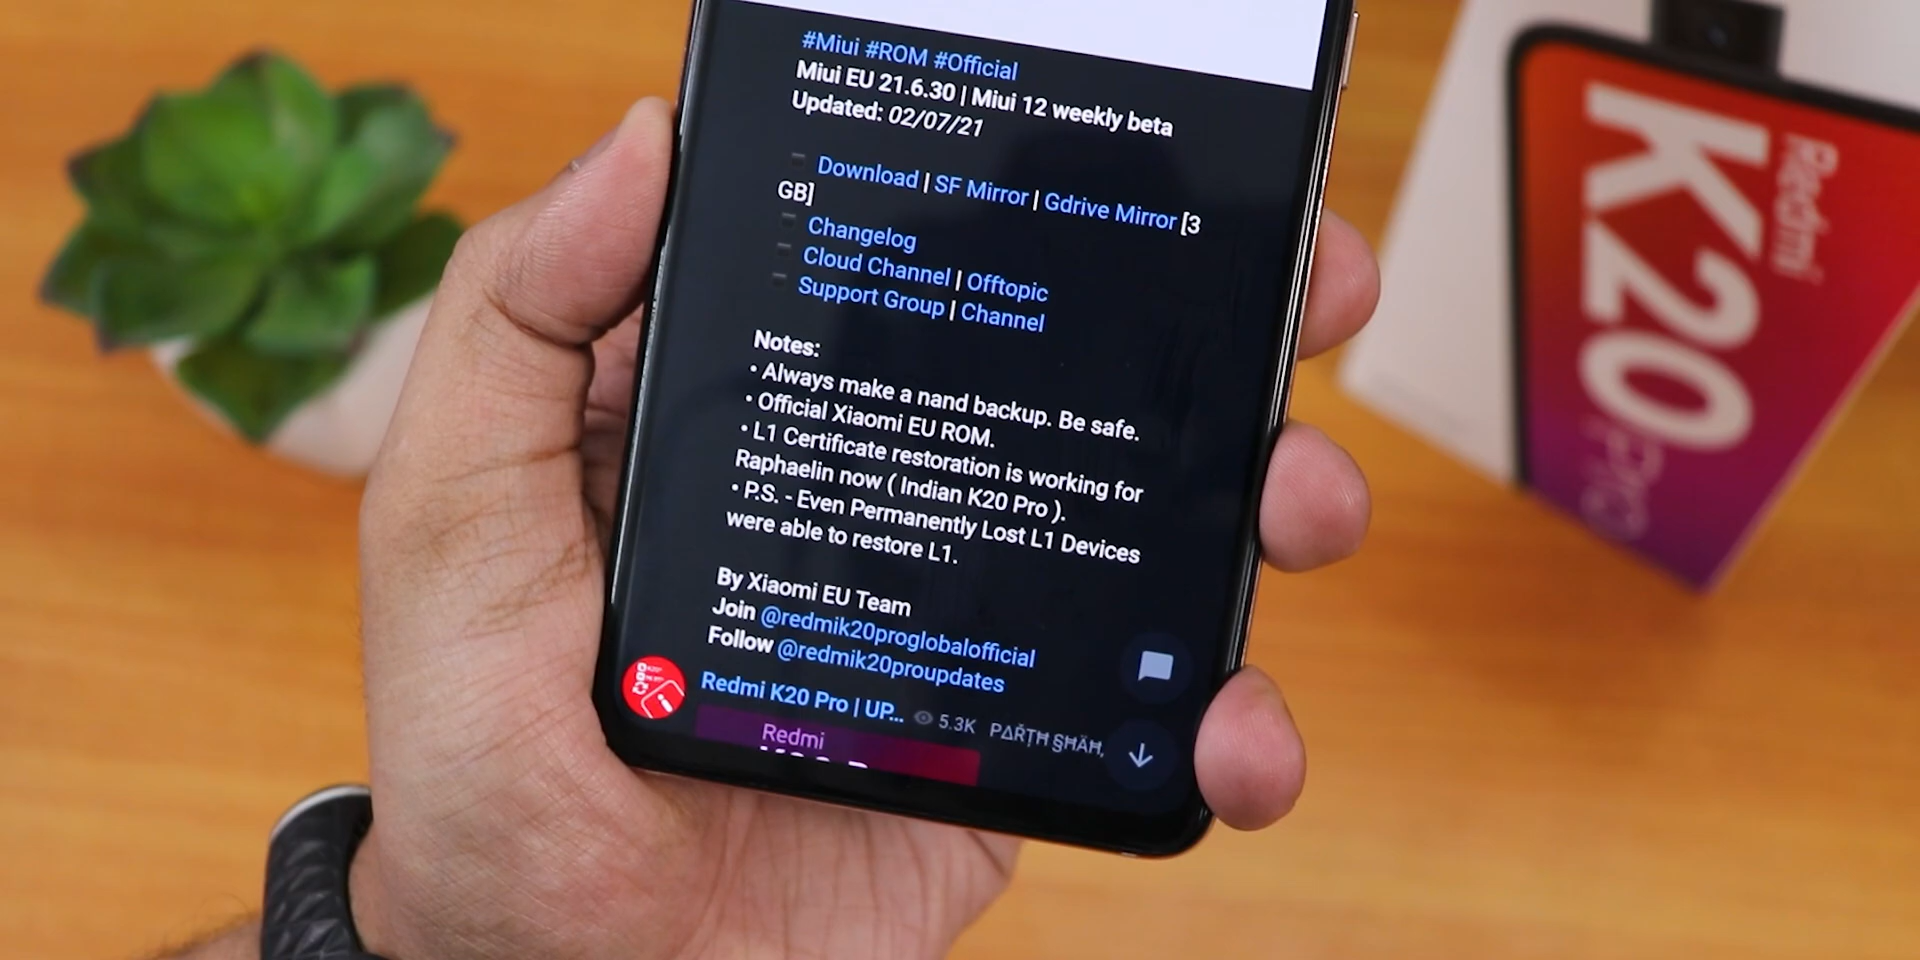 #Miui #ROM #Official
Miui EU 21.6.30 | Miui 12 weekly beta
Updated: 02/07/21
Download | SF Mirror | Gdrive Mirror [3
GB]
Changelog
Cloud Channel | Offtopic
Support Group | Channel
Notes:
• Always make a nand backup. Be safe.
• Official Xiaomi EU ROM.
• L1 Certificate restoration is working for
Raphaelin now ( Indian K20 Pro ).
• P.S. - Even Permanently Lost L1 Devices
were able to restore L1.
By Xiaomi EU Team
Join @redmik20proglobalofficial
Follow @redmik20proupdates
Redmi K20 Pro | UP... 5.3K PΔŘŢĦ §ĦÄĦ,
Redmi
Redmi
K20
PRO